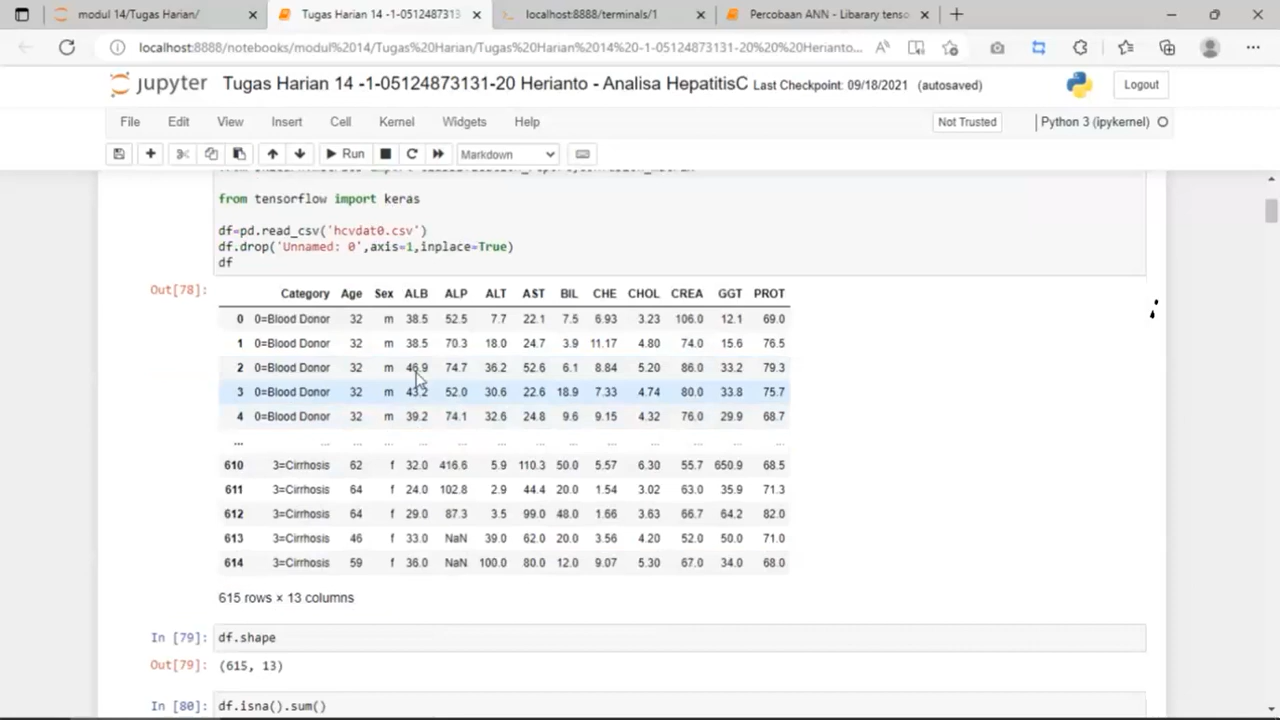 modul 14/Tugas Harian/
Tugas Harian 14 -1-0512487313
localhost:8888/terminals/1
Percobaan ANN - Libarary tenso
localhost:8888/notebooks/modul%2014/Tugas%20Harian/Tugas%20Harian%2014%20-1-05124873131-20%20%20Herianto...
jupyter Tugas Harian 14 -1-05124873131-20 Herianto - Analisa HepatitisC Last Checkpoint: 09/18/2021 (autosaved) Logout
File Edit View Insert Cell Kernel Widgets Help Not Trusted Python 3 (ipykernel)
Run Markdown
from tensorflow import keras
df=pd.read_csv('hcvdat0.csv')
df.drop('Unnamed: 0',axis=1,inplace=True)
df
Out[78]:
Category Age Sex ALB ALP ALT AST BIL CHE CHOL CREA GGT PROT
0 0=Blood Donor 32 m 38.5 52.5 7.7 22.1 7.5 6.93 3.23 106.0 12.1 69.0
1 0=Blood Donor 32 m 38.5 70.3 18.0 24.7 3.9 11.17 4.80 74.0 15.6 76.5
2 0=Blood Donor 32 m 46.9 74.7 36.2 52.6 6.1 8.84 5.20 86.0 33.2 79.3
3 0=Blood Donor 32 m 43.2 52.0 30.6 22.6 18.9 7.33 4.74 80.0 33.8 75.7
4 0=Blood Donor 32 m 39.2 74.1 32.6 24.8 9.6 9.15 4.32 76.0 29.9 68.7
... ... ... ... ... ... ... ... ... ... ... ... ... ...
610 3=Cirrhosis 62 f 32.0 416.6 5.9 110.3 50.0 5.57 6.30 55.7 650.9 68.5
611 3=Cirrhosis 64 f 24.0 102.8 2.9 44.4 20.0 1.54 3.02 63.0 35.9 71.3
612 3=Cirrhosis 64 f 29.0 87.3 3.5 99.0 48.0 1.66 3.63 66.7 64.2 82.0
613 3=Cirrhosis 46 f 33.0 NaN 39.0 62.0 20.0 3.56 4.20 52.0 50.0 71.0
614 3=Cirrhosis 59 f 36.0 NaN 100.0 80.0 12.0 9.07 5.30 67.0 34.0 68.0
615 rows × 13 columns
In [79]: df.shape
Out[79]: (615, 13)
In [80]: df.isna().sum()